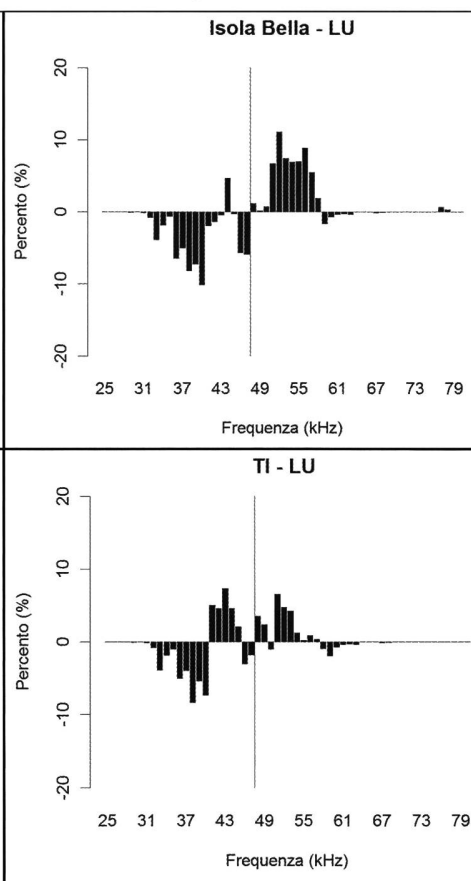 Isola Bella - LU
20
10
0
-10
-20
Percento (%)
25 31 37 43 49 55 61 67 73 79
Frequenza (kHz)
TI - LU
20
10
0
-10
-20
Percento (%)
25 31 37 43 49 55 61 67 73 79
Frequenza (kHz)